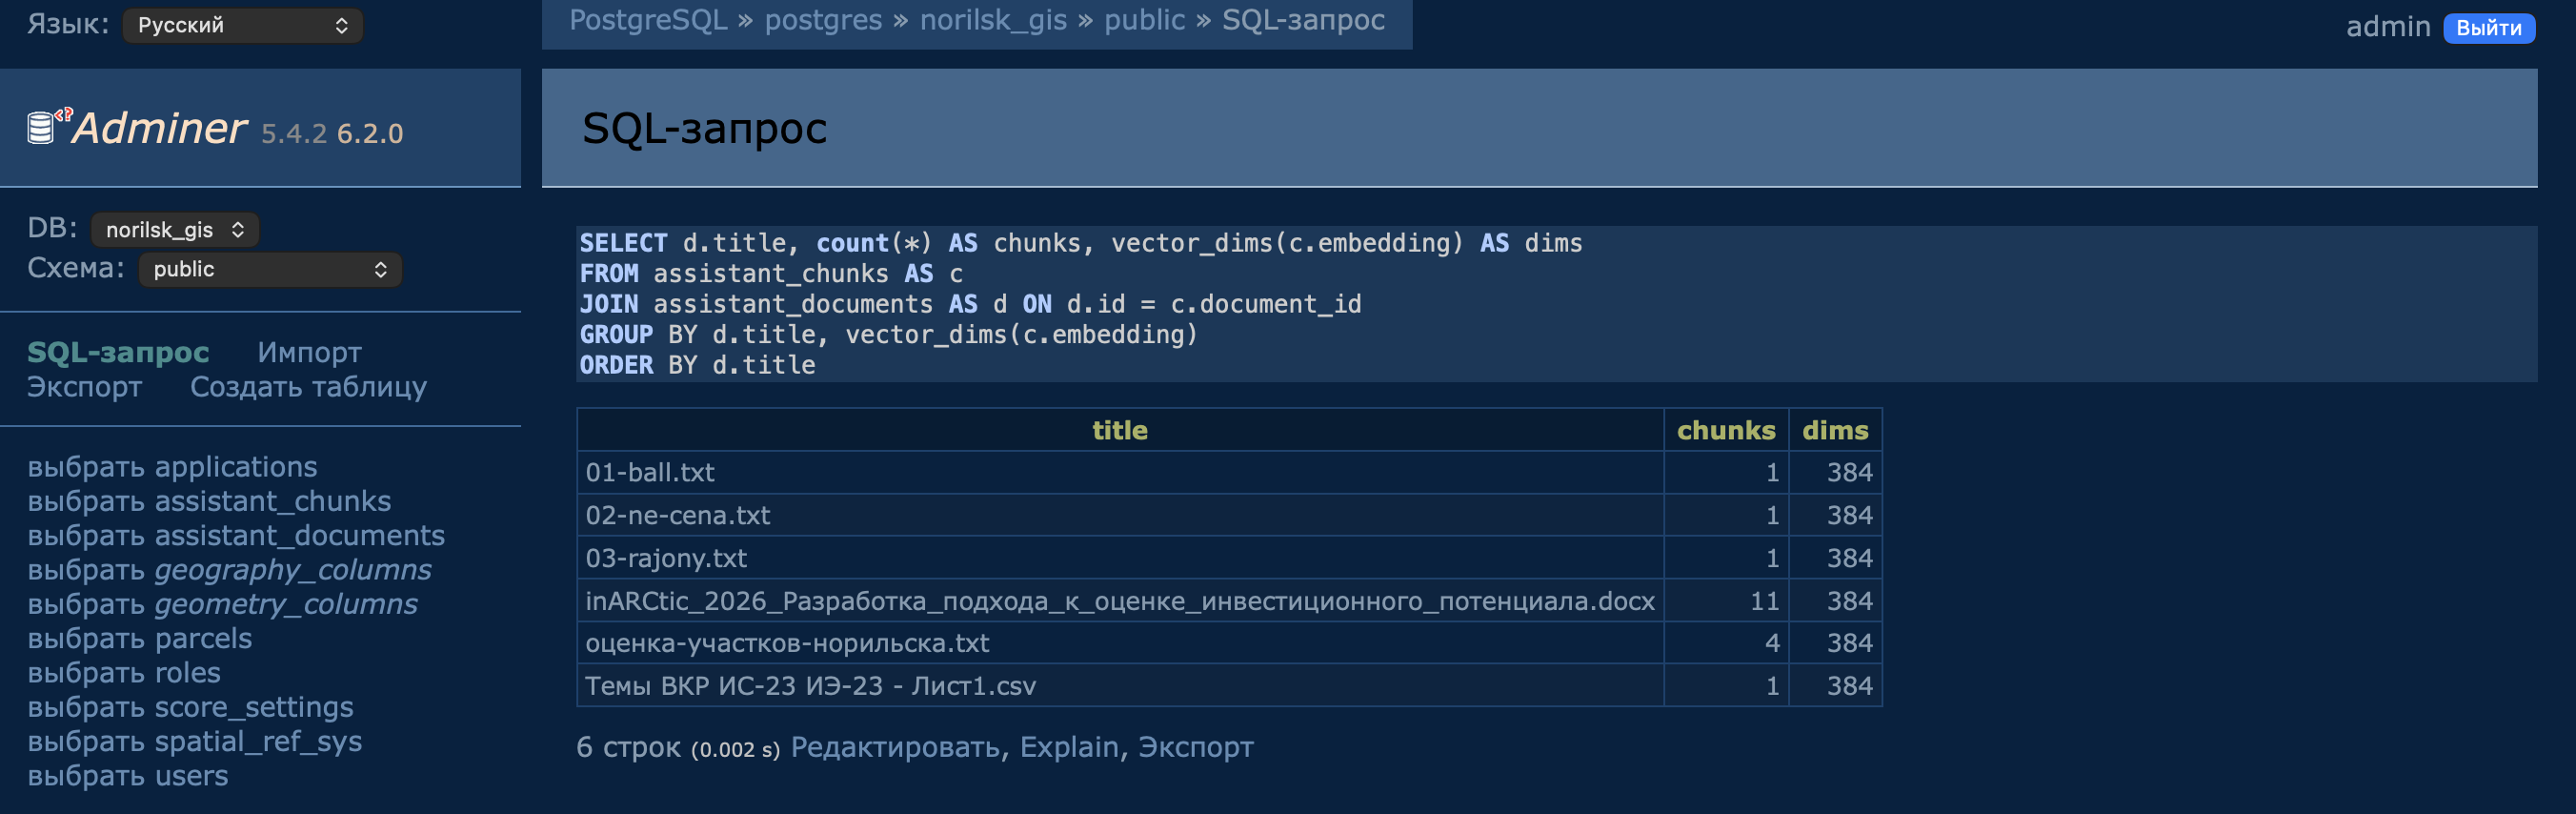 Язык: Русский
PostgreSQL » postgres » norilsk_gis » public » SQL-запрос
admin Выйти
Adminer 5.4.2 6.2.0
SQL-запрос
DB: norilsk_gis
Схема: public
SQL-запрос Импорт
Экспорт Создать таблицу
выбрать applications
выбрать assistant_chunks
выбрать assistant_documents
выбрать geography_columns
выбрать geometry_columns
выбрать parcels
выбрать roles
выбрать score_settings
выбрать spatial_ref_sys
выбрать users
SELECT d.title, count(*) AS chunks, vector_dims(c.embedding) AS dims
FROM assistant_chunks AS c
JOIN assistant_documents AS d ON d.id = c.document_id
GROUP BY d.title, vector_dims(c.embedding)
ORDER BY d.title
title chunks dims
01-ball.txt 1 384
02-ne-cena.txt 1 384
03-rajony.txt 1 384
inARCtic_2026_Разработка_подхода_к_оценке_инвестиционного_потенциала.docx 11 384
оценка-участков-норильска.txt 4 384
Темы ВКР ИС-23 ИЭ-23 - Лист1.csv 1 384
6 строк (0.002 s) Редактировать, Explain, Экспорт